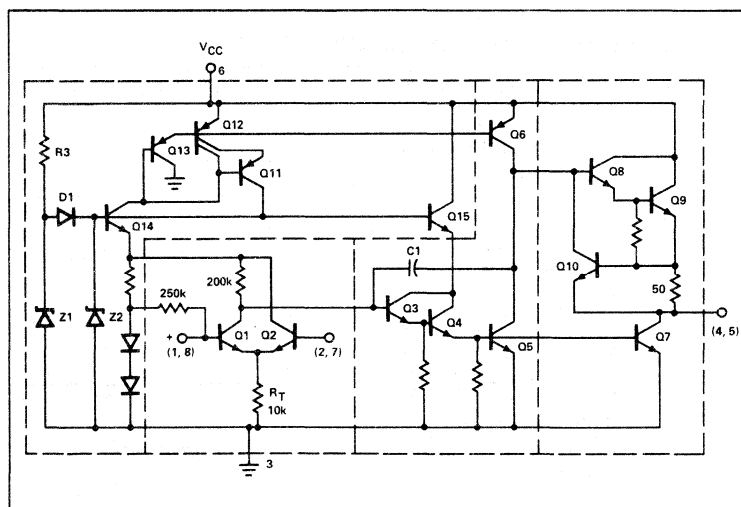 VCC
6
Q12
Q6
Q13
R3
Q11
Q8
D1
Q9
Q14
Q15
C1
Q10
200k
50
250k
Q3
Z1
Z2
Q4
+
(1, 8)
Q1
Q2
(2, 7)
Q5
Q7
(4, 5)
RT
10k
3